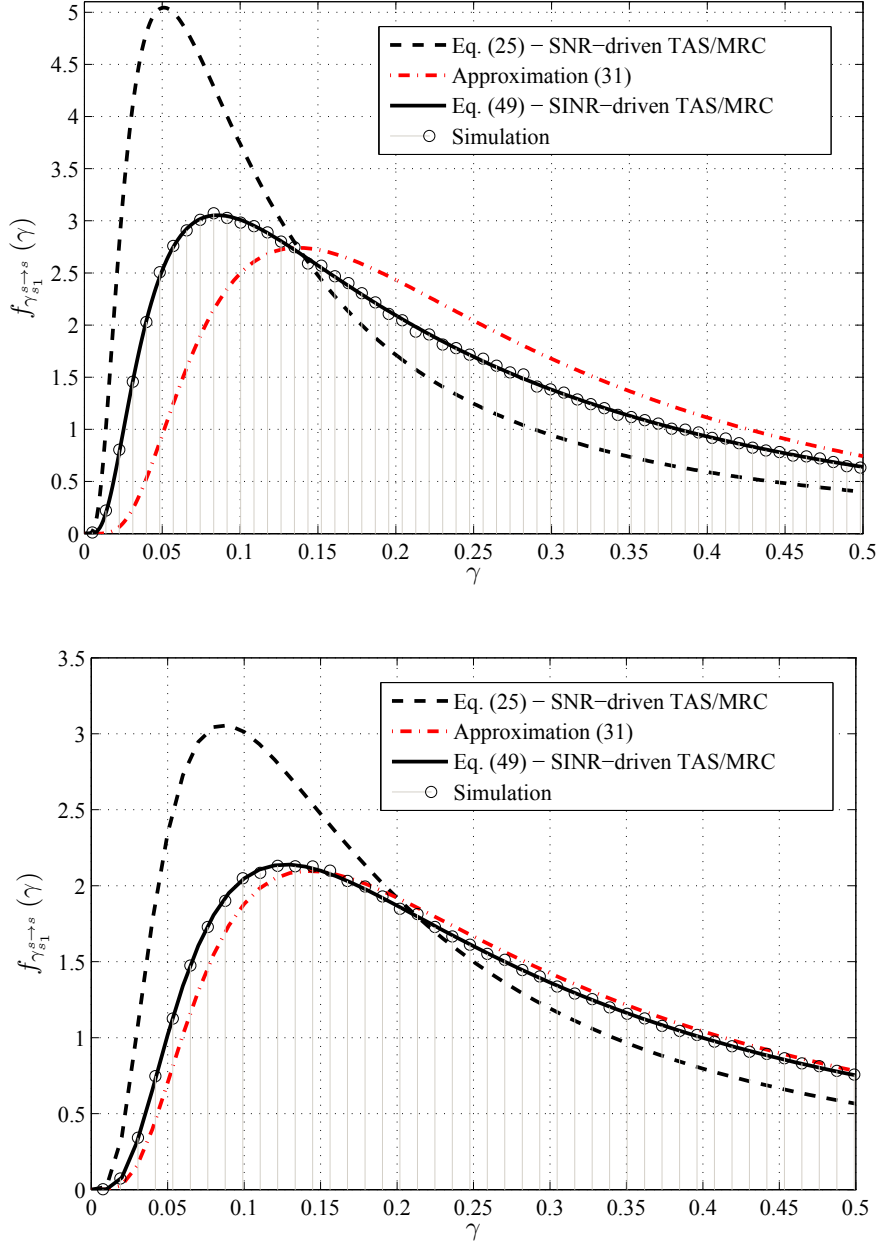 5
4.5
4
3.5
3
2.5
2
1.5
1
0.5
0
f_{γ_{s_1}^{s→s}} (γ)
Eq. (25) − SNR−driven TAS/MRC
Approximation (31)
Eq. (49) − SINR−driven TAS/MRC
Simulation
0 0.05 0.1 0.15 0.2 0.25 0.3 0.35 0.4 0.45 0.5
γ
3.5
3
2.5
2
1.5
1
0.5
0
f_{γ_{s_1}^{s→s}} (γ)
Eq. (25) − SNR−driven TAS/MRC
Approximation (31)
Eq. (49) − SINR−driven TAS/MRC
Simulation
0 0.05 0.1 0.15 0.2 0.25 0.3 0.35 0.4 0.45 0.5
γ